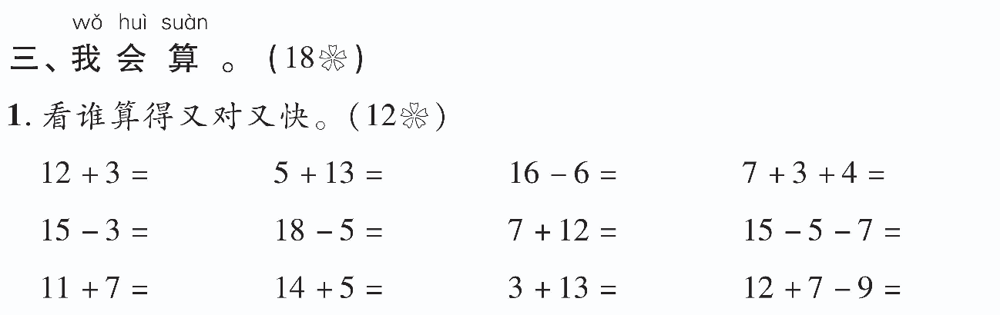 wǒ huì suàn
三、我 会 算 。(18❀)
1. 看谁算得又对又快。(12❀)
12 + 3 = 5 + 13 = 16 - 6 = 7 + 3 + 4 =
15 - 3 = 18 - 5 = 7 + 12 = 15 - 5 - 7 =
11 + 7 = 14 + 5 = 3 + 13 = 12 + 7 - 9 =